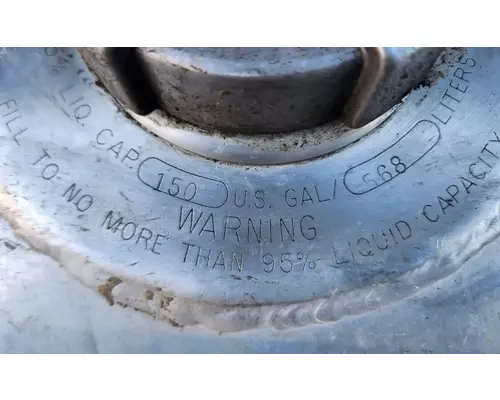 % LIQ. CAP. 150 U.S. GAL/ 568 LITERS
WARNING
FILL TO NO MORE THAN 95% LIQUID CAPACITY